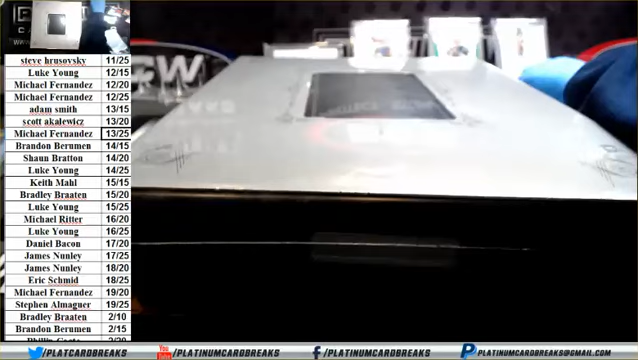 steve hrusovsky 11/25
Luke Young 12/15
Michael Fernandez 12/20
Michael Fernandez 12/25
adam smith 13/15
scott akalewicz 13/20
Michael Fernandez 13/25
Brandon Berumen 14/15
Shaun Bratton 14/20
Luke Young 14/25
Keith Mahl 15/15
Bradley Braaten 15/20
Luke Young 15/25
Michael Ritter 16/20
Luke Young 16/25
Daniel Bacon 17/20
James Nunley 17/25
James Nunley 18/20
Eric Schmid 18/25
Michael Fernandez 19/20
Stephen Almaguer 19/25
Bradley Braaten 2/10
Brandon Berumen 2/15
/PLATCARDBREAKS
You Tube /PLATINUMCARDBREAKS
/PLATINUMCARDBREAKS
PLATINUMCARDBREAKS@GMAIL.COM